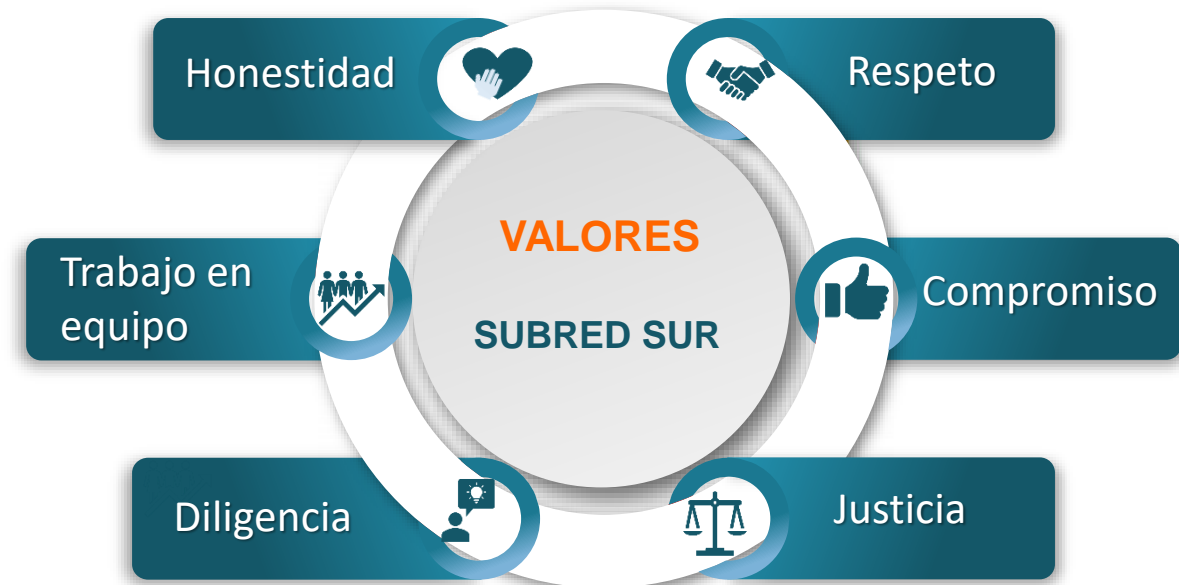 Honestidad
Respeto
VALORES
SUBRED SUR
Trabajo en
equipo
Compromiso
Diligencia
Justicia